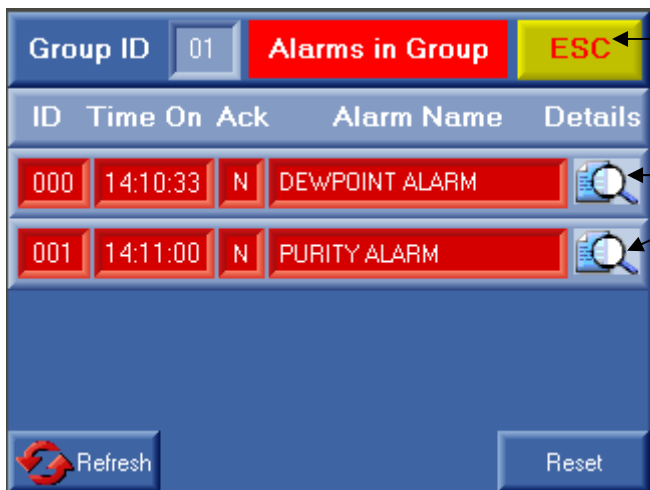 Group ID 01 Alarms in Group ESC
ID Time On Ack Alarm Name Details
000 14:10:33 N DEWPOINT ALARM
001 14:11:00 N PURITY ALARM
Refresh Reset